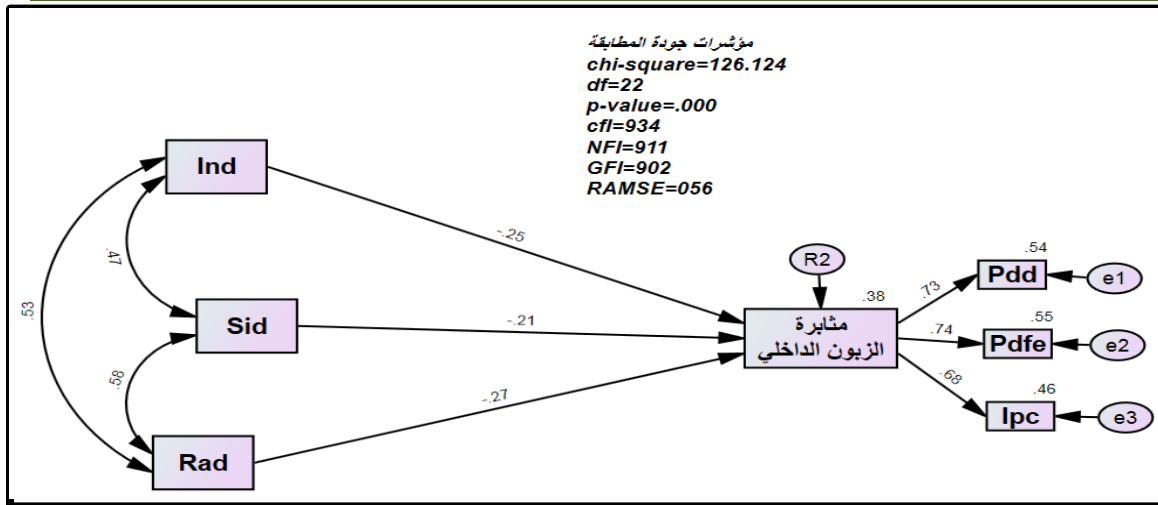 مؤشرات جودة المطابقة
chi-square=126.124
df=22
p-value=.000
cfI=934
NFI=911
GFI=902
RAMSE=056
Ind
-.25
.47
.53
R2
.54
Pdd
e1
.73
.38
مثابرة
الزبون الداخلي
Sid
-.21
.74
.55
Pdfe
e2
.58
.68
.46
Ipc
e3
-.27
Rad